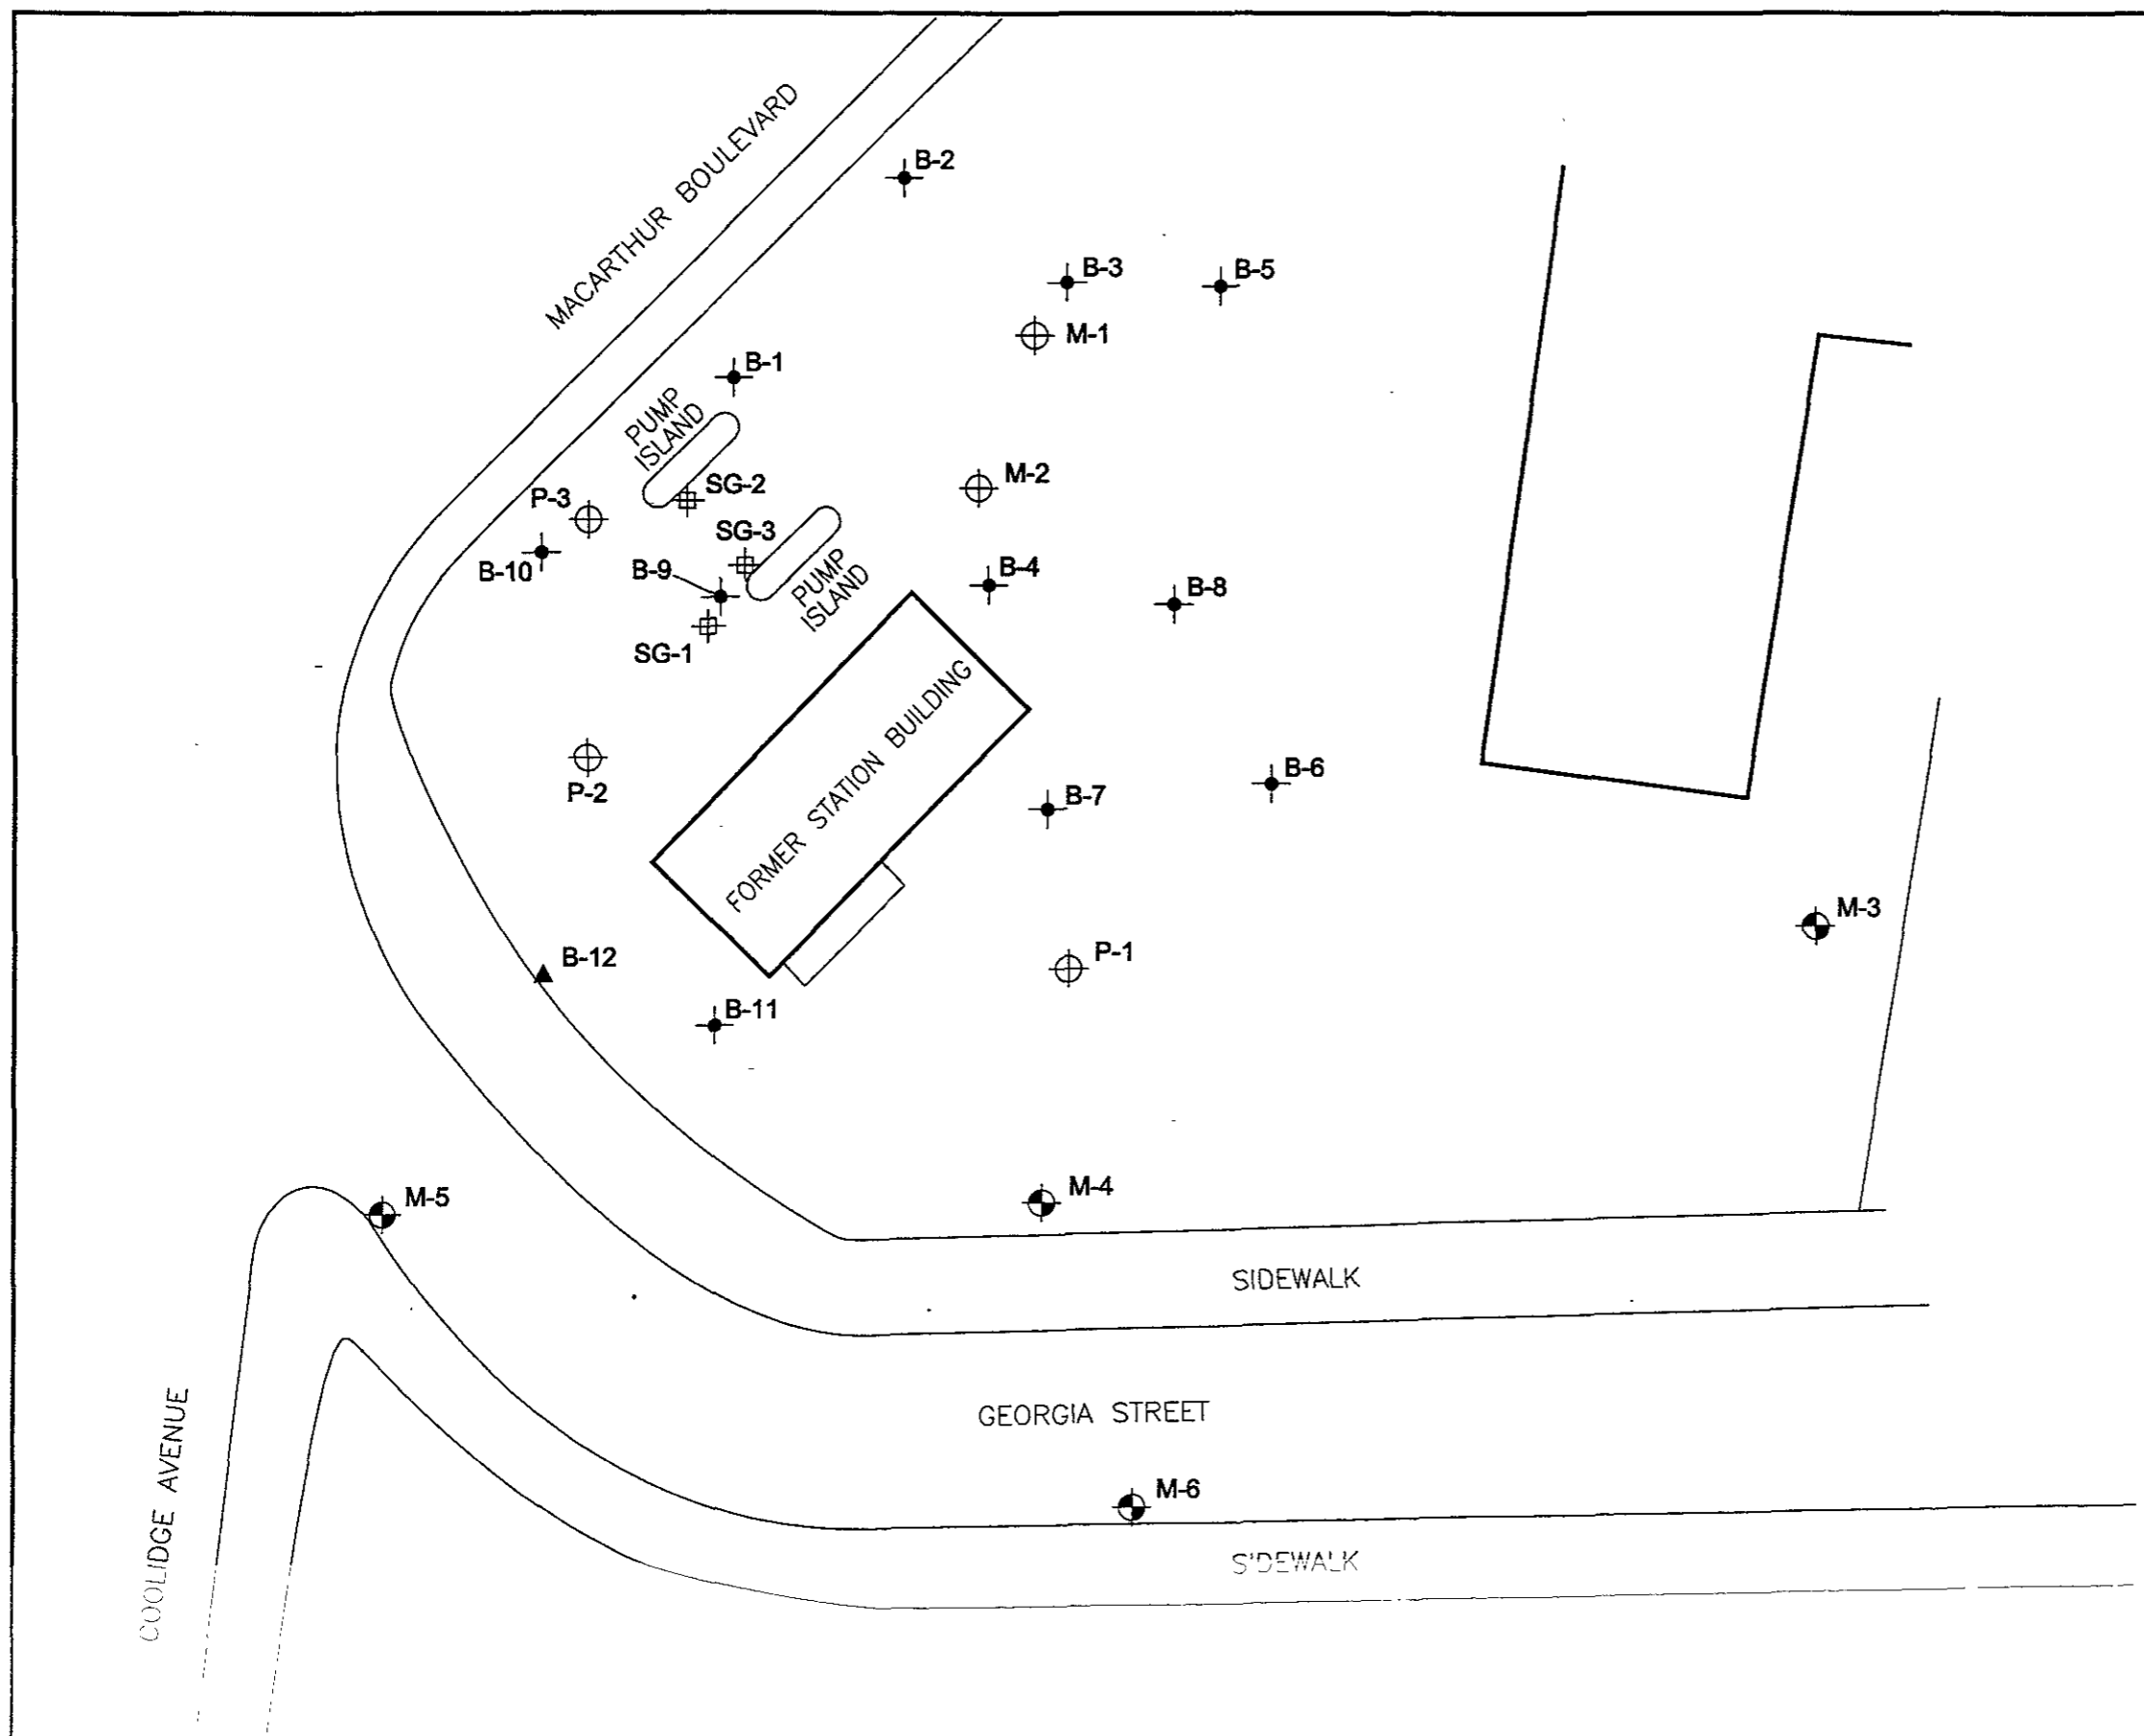 MACARTHUR BOULEVARD
B-2
B-3
B-5
M-1
B-1
PUMP
ISLAND
M-2
SG-2
P-3
SG-3
B-10
B-9
PUMP
ISLAND
B-4
B-8
SG-1
FORMER STATION BUILDING
P-2
B-7
B-6
M-3
B-12
P-1
B-11
M-5
M-4
SIDEWALK
GEORGIA STREET
COOLIDGE AVENUE
M-6
SIDEWALK